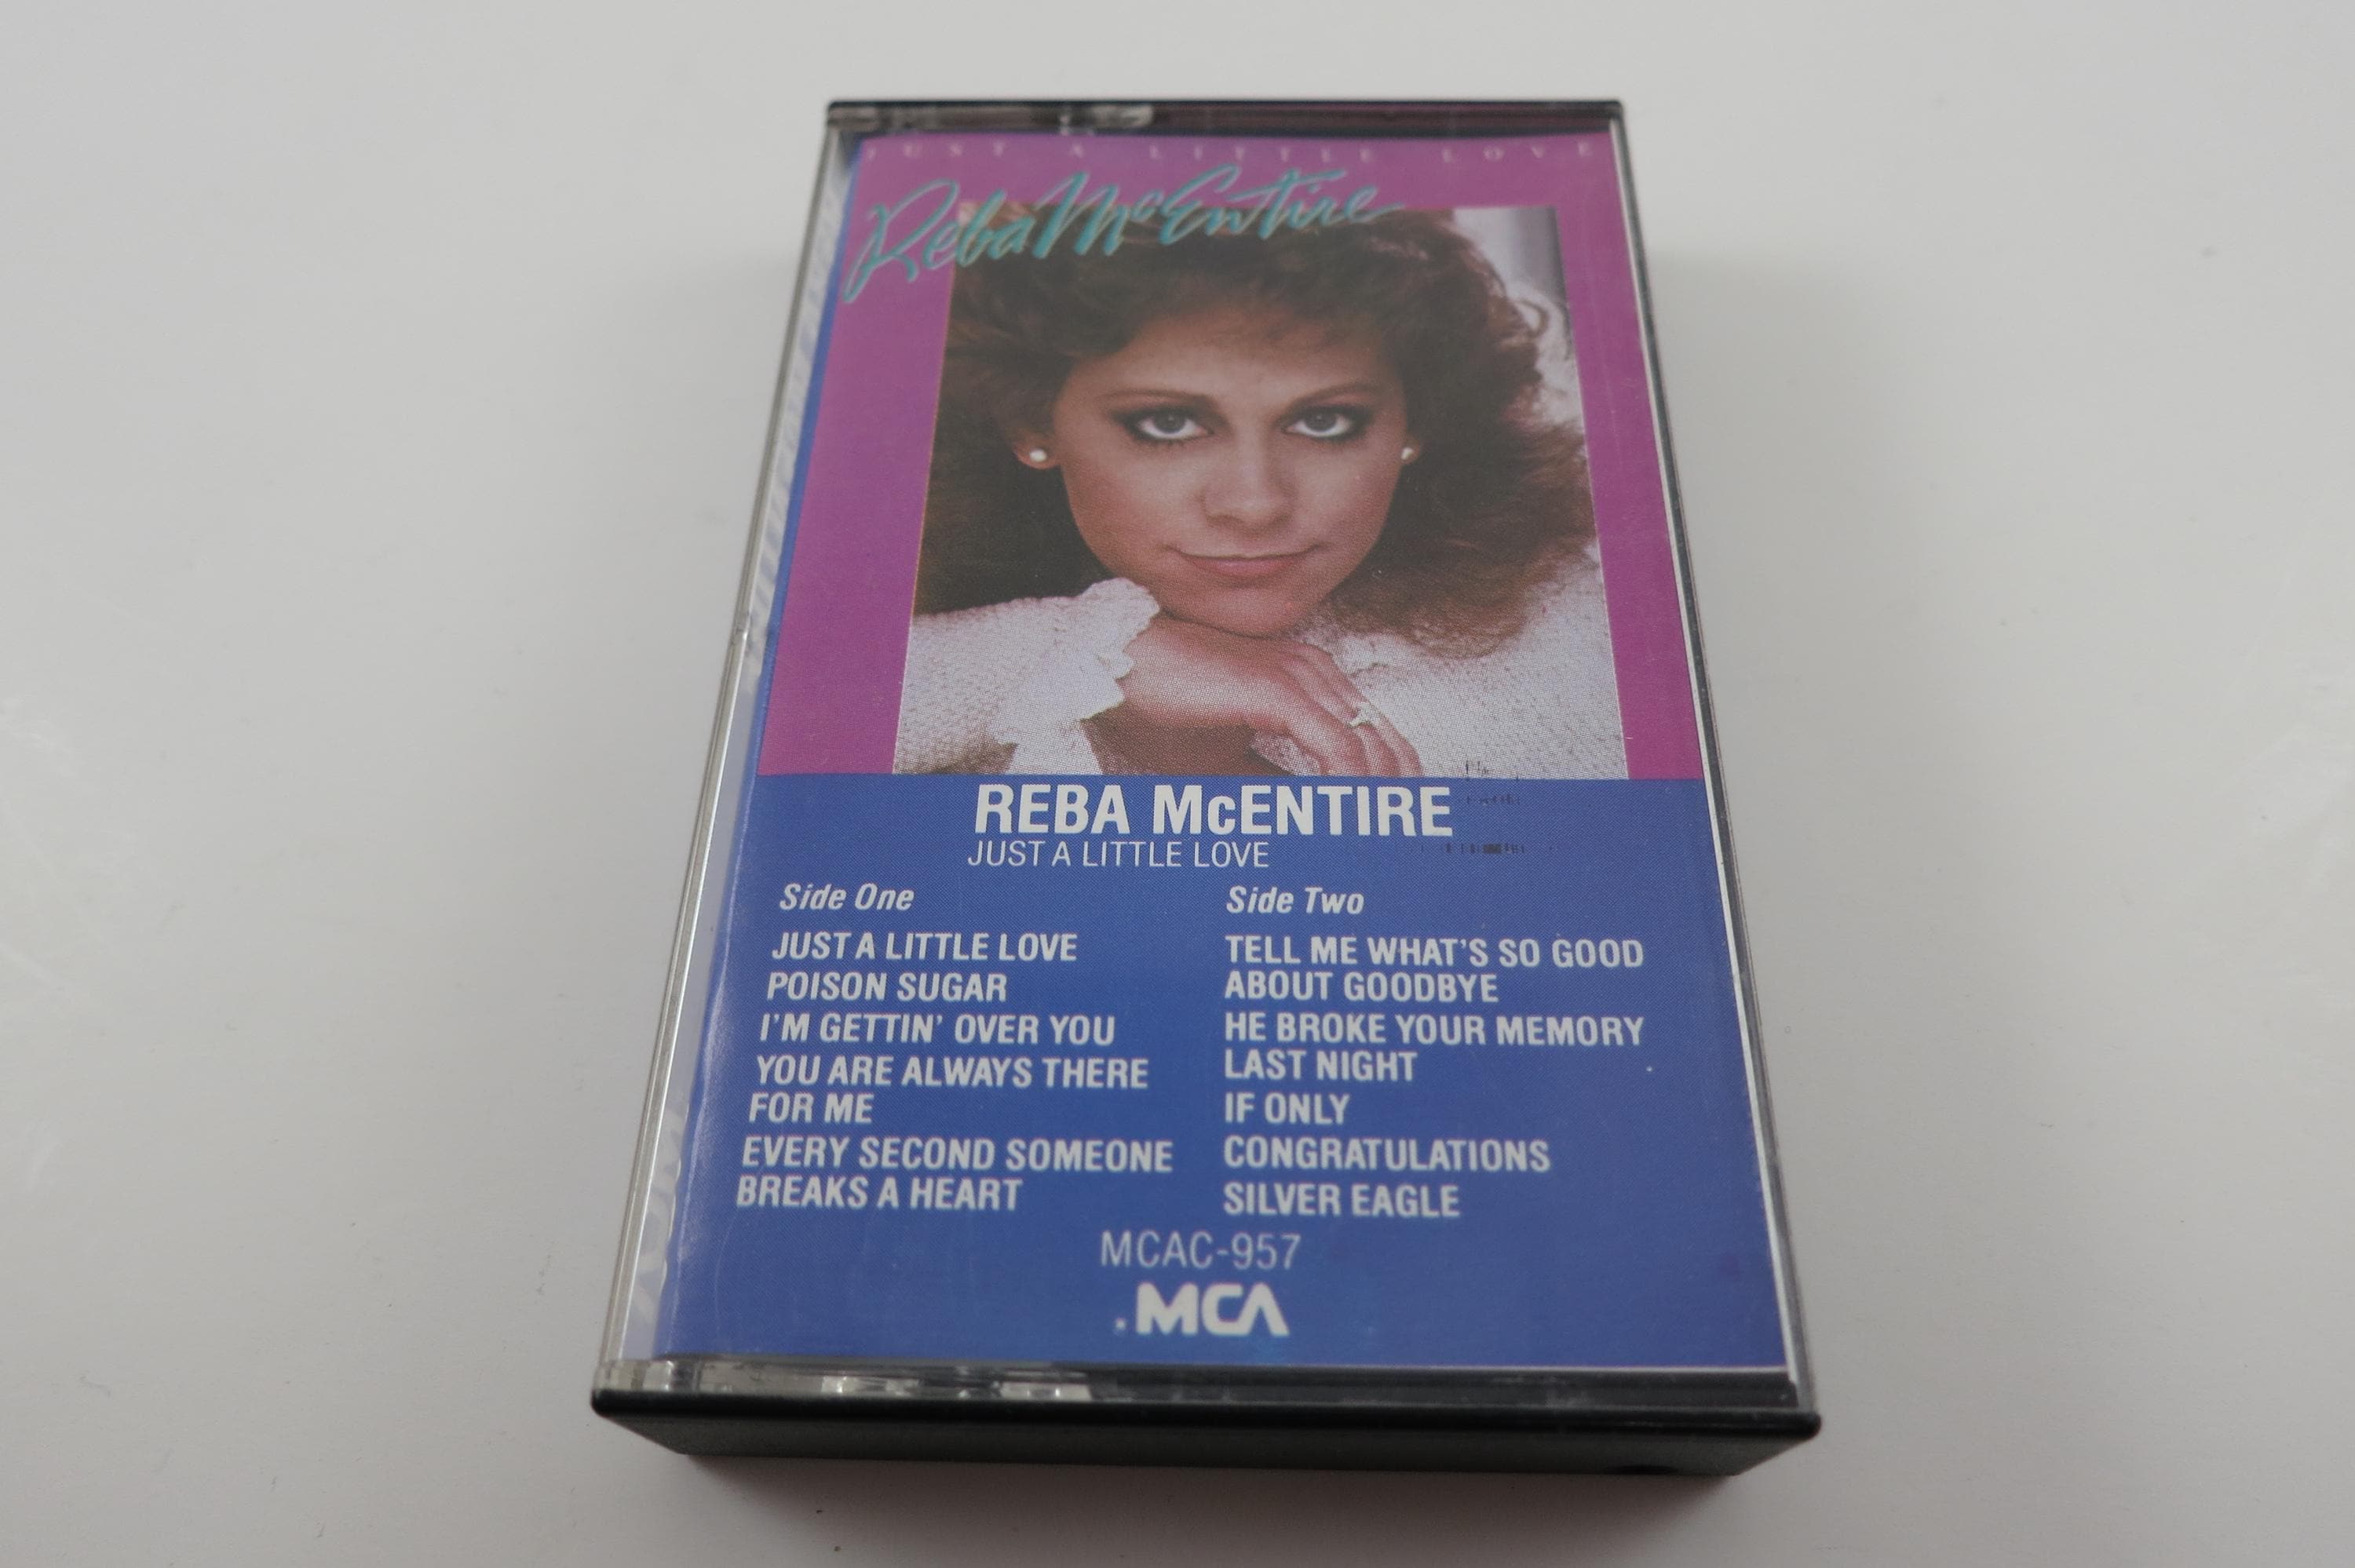 JUST A LITTLE LOVE
Reba McEntire
REBA McENTIRE
JUST A LITTLE LOVE
Side One
JUST A LITTLE LOVE
POISON SUGAR
I'M GETTIN' OVER YOU
YOU ARE ALWAYS THERE
FOR ME
EVERY SECOND SOMEONE
BREAKS A HEART
Side Two
TELL ME WHAT'S SO GOOD
ABOUT GOODBYE
HE BROKE YOUR MEMORY
LAST NIGHT
IF ONLY
CONGRATULATIONS
SILVER EAGLE
MCAC-957
MCA